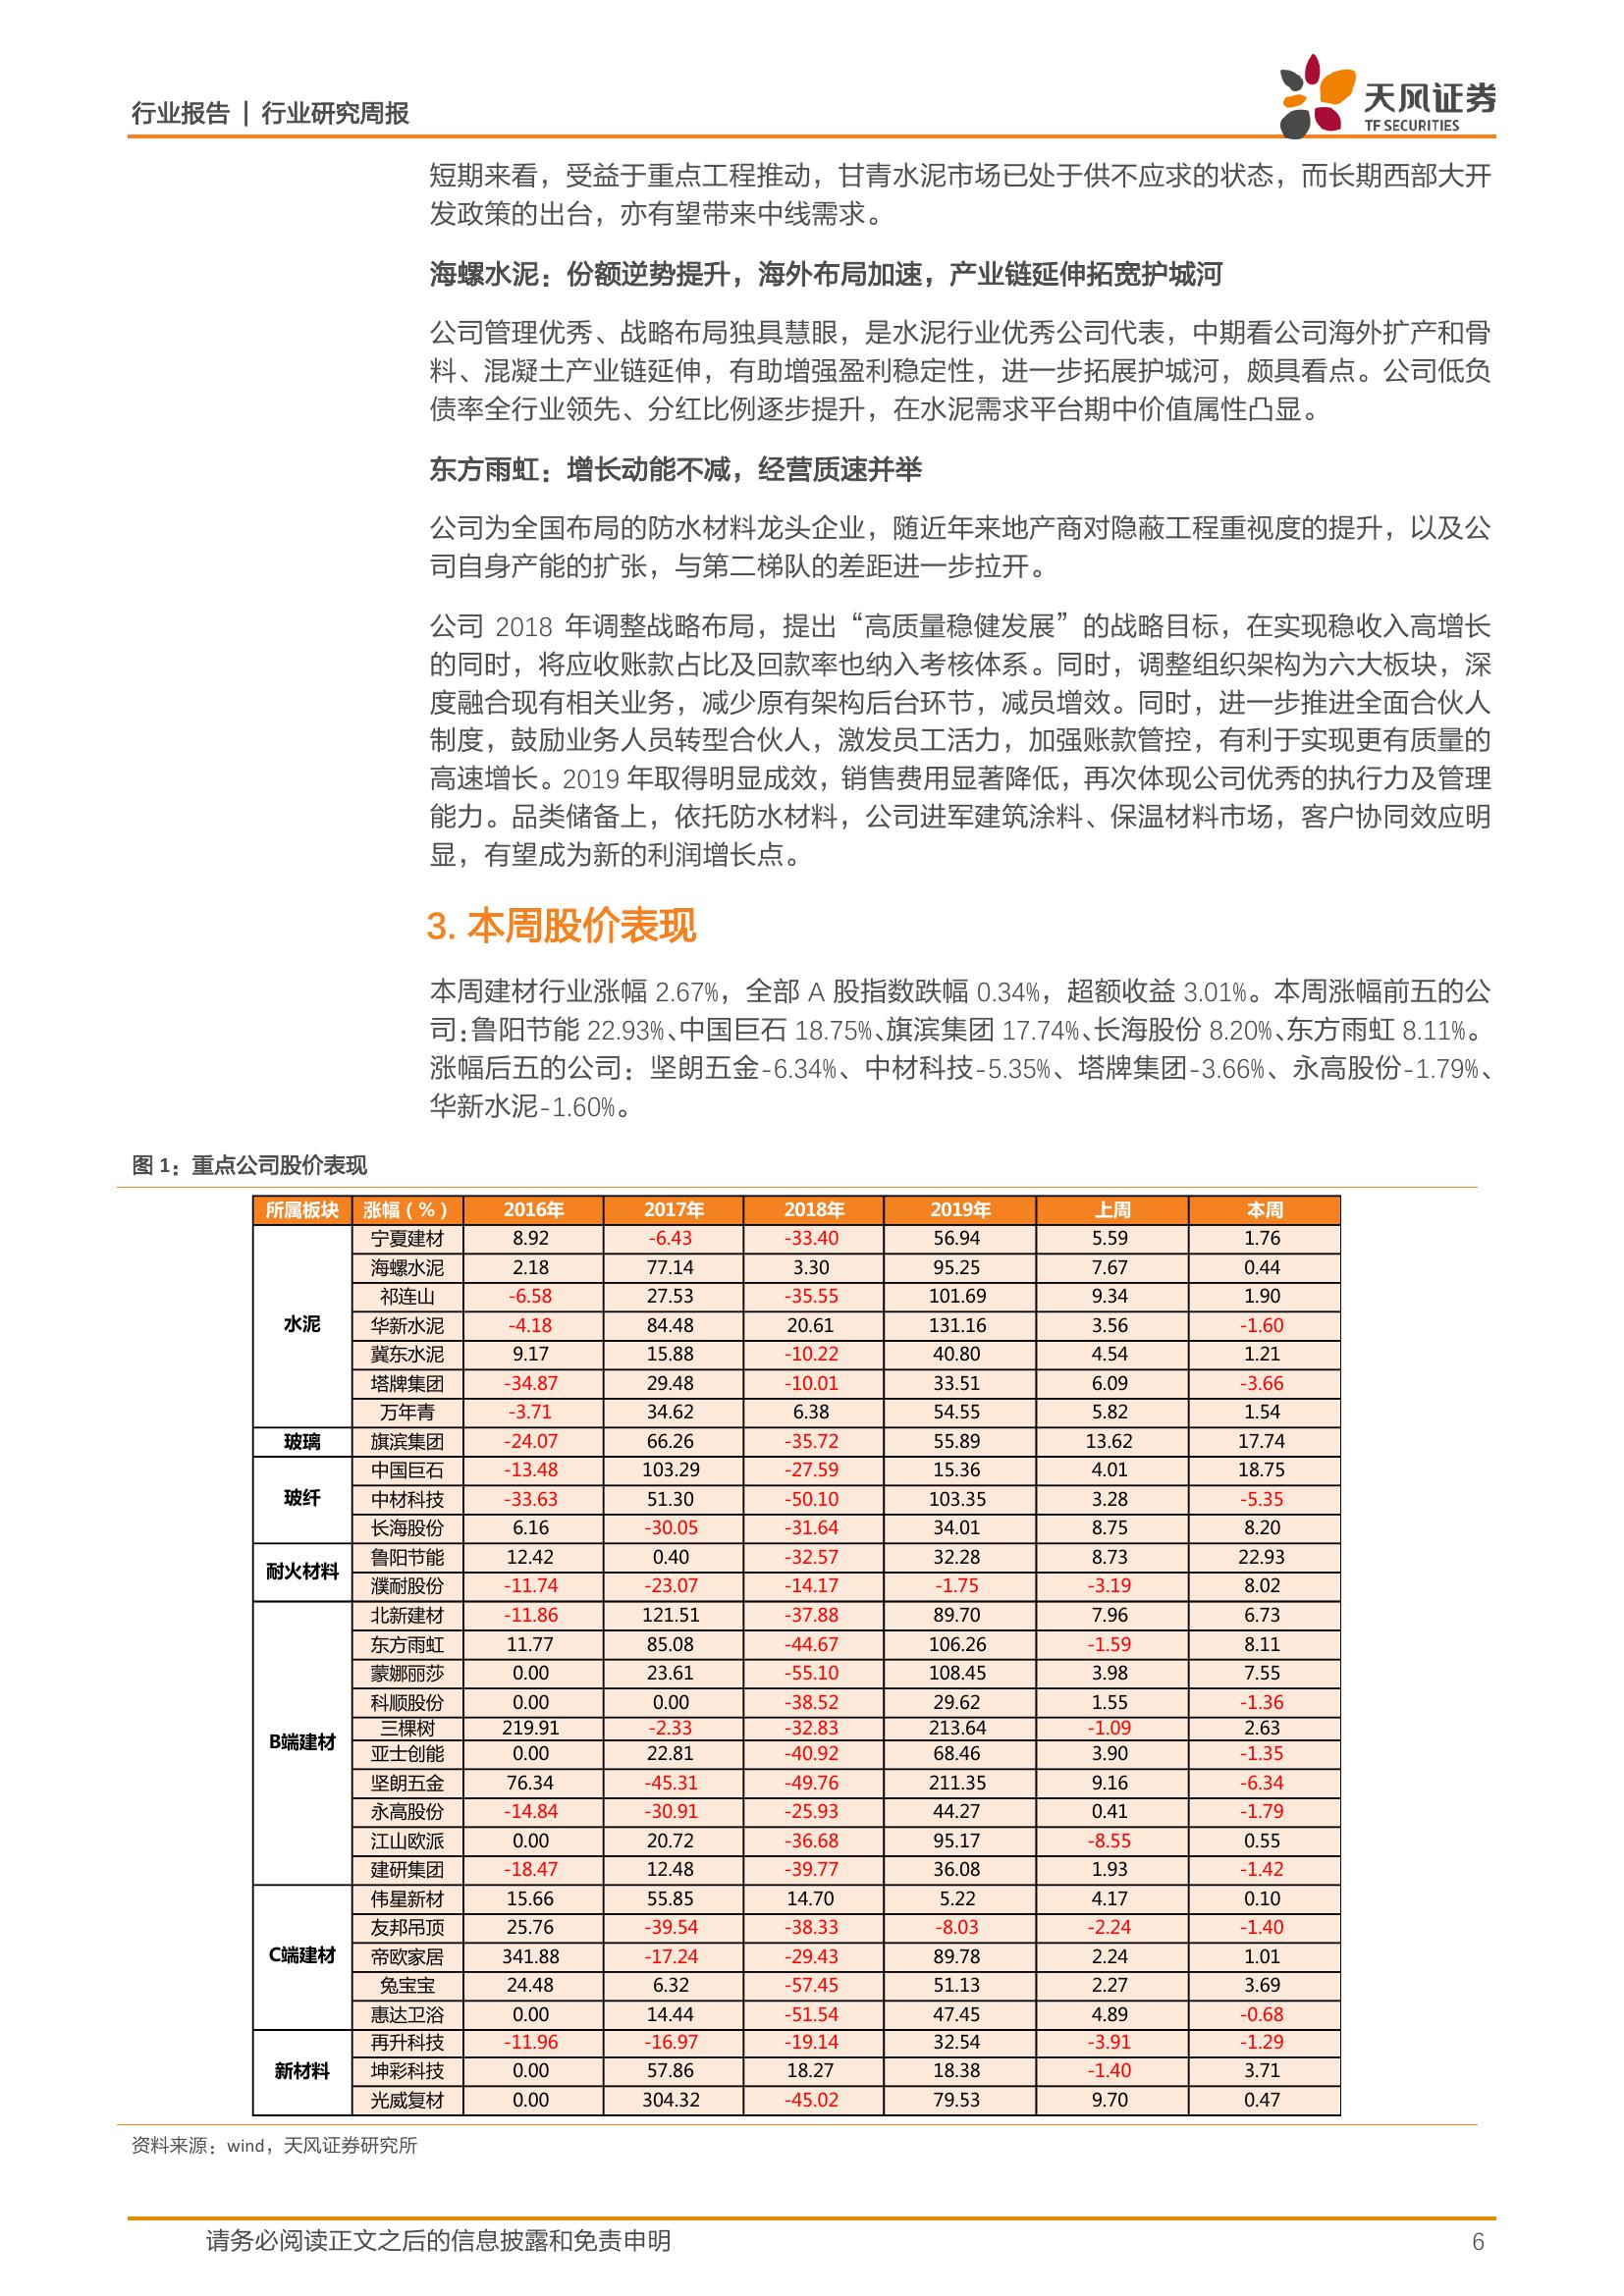 行业报告 | 行业研究周报
天风证券
TF SECURITIES
短期来看，受益于重点工程推动，甘青水泥市场已处于供不应求的状态，而长期西部大开
发政策的出台，亦有望带来中线需求。
海螺水泥：份额逆势提升，海外布局加速，产业链延伸拓宽护城河
公司管理优秀、战略布局独具慧眼，是水泥行业优秀公司代表，中期看公司海外扩产和骨
料、混凝土产业链延伸，有助增强盈利稳定性，进一步拓展护城河，颇具看点。公司低负
债率全行业领先、分红比例逐步提升，在水泥需求平台期中价值属性凸显。
东方雨虹：增长动能不减，经营质速并举
公司为全国布局的防水材料龙头企业，随近年来地产商对隐蔽工程重视度的提升，以及公
司自身产能的扩张，与第二梯队的差距进一步拉开。
公司 2018 年调整战略布局，提出“高质量稳健发展”的战略目标，在实现稳收入高增长
的同时，将应收账款占比及回款率也纳入考核体系。同时，调整组织架构为六大板块，深
度融合现有相关业务，减少原有架构后台环节，减员增效。同时，进一步推进全面合伙人
制度，鼓励业务人员转型合伙人，激发员工活力，加强账款管控，有利于实现更有质量的
高速增长。2019 年取得明显成效，销售费用显著降低，再次体现公司优秀的执行力及管理
能力。品类储备上，依托防水材料，公司进军建筑涂料、保温材料市场，客户协同效应明
显，有望成为新的利润增长点。
3. 本周股价表现
本周建材行业涨幅 2.67%，全部 A 股指数跌幅 0.34%，超额收益 3.01%。本周涨幅前五的公
司：鲁阳节能 22.93%、中国巨石 18.75%、旗滨集团 17.74%、长海股份 8.20%、东方雨虹 8.11%。
涨幅后五的公司：坚朗五金-6.34%、中材科技-5.35%、塔牌集团-3.66%、永高股份-1.79%、
华新水泥-1.60%。
图 1：重点公司股价表现
所属板块 涨幅（%） 2016年 2017年 2018年 2019年 上周 本周
水泥 宁夏建材 8.92 -6.43 -33.40 56.94 5.59 1.76
海螺水泥 2.18 77.14 3.30 95.25 7.67 0.44
祁连山 -6.58 27.53 -35.55 101.69 9.34 1.90
华新水泥 -4.18 84.48 20.61 131.16 3.56 -1.60
冀东水泥 9.17 15.88 -10.22 40.80 4.54 1.21
塔牌集团 -34.87 29.48 -10.01 33.51 6.09 -3.66
万年青 -3.71 34.62 6.38 54.55 5.82 1.54
玻璃 旗滨集团 -24.07 66.26 -35.72 55.89 13.62 17.74
玻纤 中国巨石 -13.48 103.29 -27.59 15.36 4.01 18.75
中材科技 -33.63 51.30 -50.10 103.35 3.28 -5.35
长海股份 6.16 -30.05 -31.64 34.01 8.75 8.20
耐火材料 鲁阳节能 12.42 0.40 -32.57 32.28 8.73 22.93
濮耐股份 -11.74 -23.07 -14.17 -1.75 -3.19 8.02
B端建材 北新建材 -11.86 121.51 -37.88 89.70 7.96 6.73
东方雨虹 11.77 85.08 -44.67 106.26 -1.59 8.11
蒙娜丽莎 0.00 23.61 -55.10 108.45 3.98 7.55
科顺股份 0.00 0.00 -38.52 29.62 1.55 -1.36
三棵树 219.91 -2.33 -32.83 213.64 -1.09 2.63
亚士创能 0.00 22.81 -40.92 68.46 3.90 -1.35
坚朗五金 76.34 -45.31 -49.76 211.35 9.16 -6.34
永高股份 -14.84 -30.91 -25.93 44.27 0.41 -1.79
江山欧派 0.00 20.72 -36.68 95.17 -8.55 0.55
建研集团 -18.47 12.48 -39.77 36.08 1.93 -1.42
C端建材 伟星新材 15.66 55.85 14.70 5.22 4.17 0.10
友邦吊顶 25.76 -39.54 -38.33 -8.03 -2.24 -1.40
帝欧家居 341.88 -17.24 -29.43 89.78 2.24 1.01
兔宝宝 24.48 6.32 -57.45 51.13 2.27 3.69
惠达卫浴 0.00 14.44 -51.54 47.45 4.89 -0.68
新材料 再升科技 -11.96 -16.97 -19.14 32.54 -3.91 -1.29
坤彩科技 0.00 57.86 18.27 18.38 -1.40 3.71
光威复材 0.00 304.32 -45.02 79.53 9.70 0.47
资料来源：wind，天风证券研究所
请务必阅读正文之后的信息披露和免责申明 6